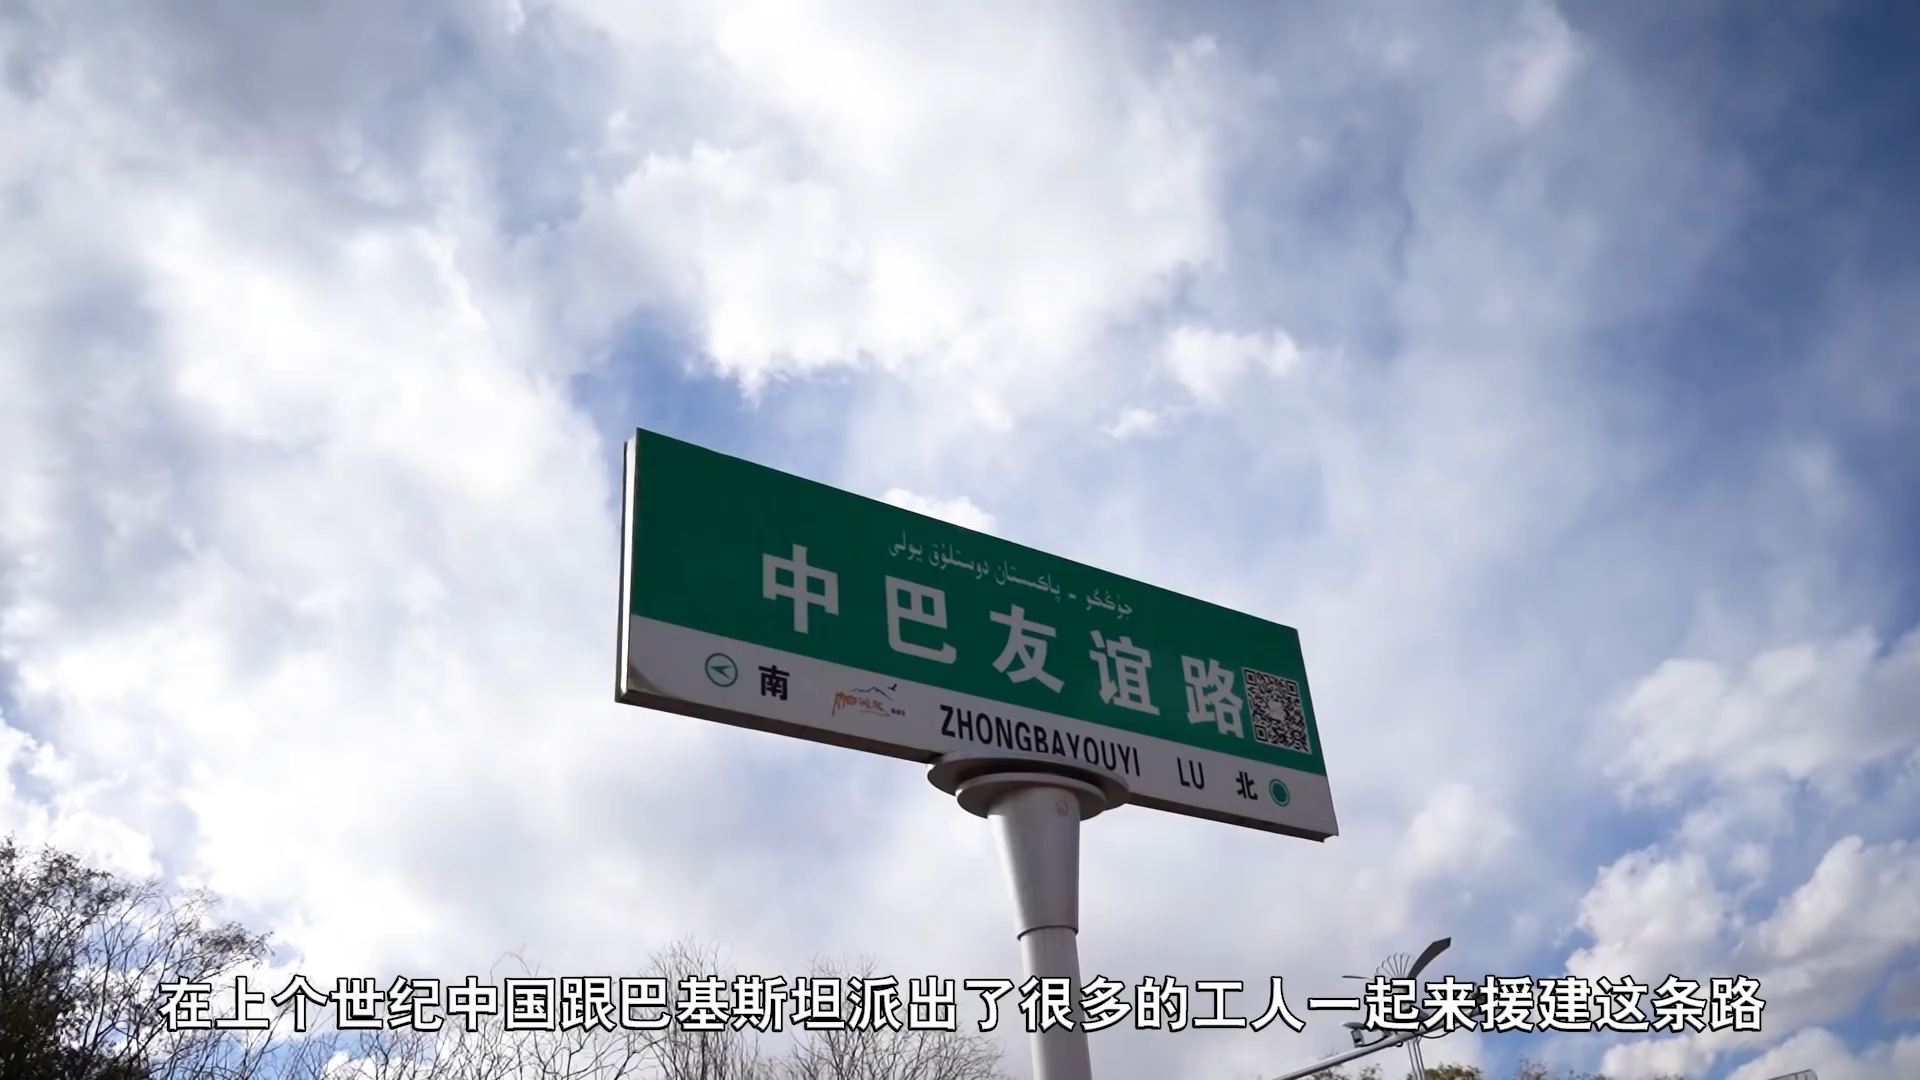 جۇڭگو - پاكىستان دوستلۇق يولى
中巴友谊路
南 ZHONGBAYOUYI LU 北
在上个世纪中国跟巴基斯坦派出了很多的工人一起来援建这条路